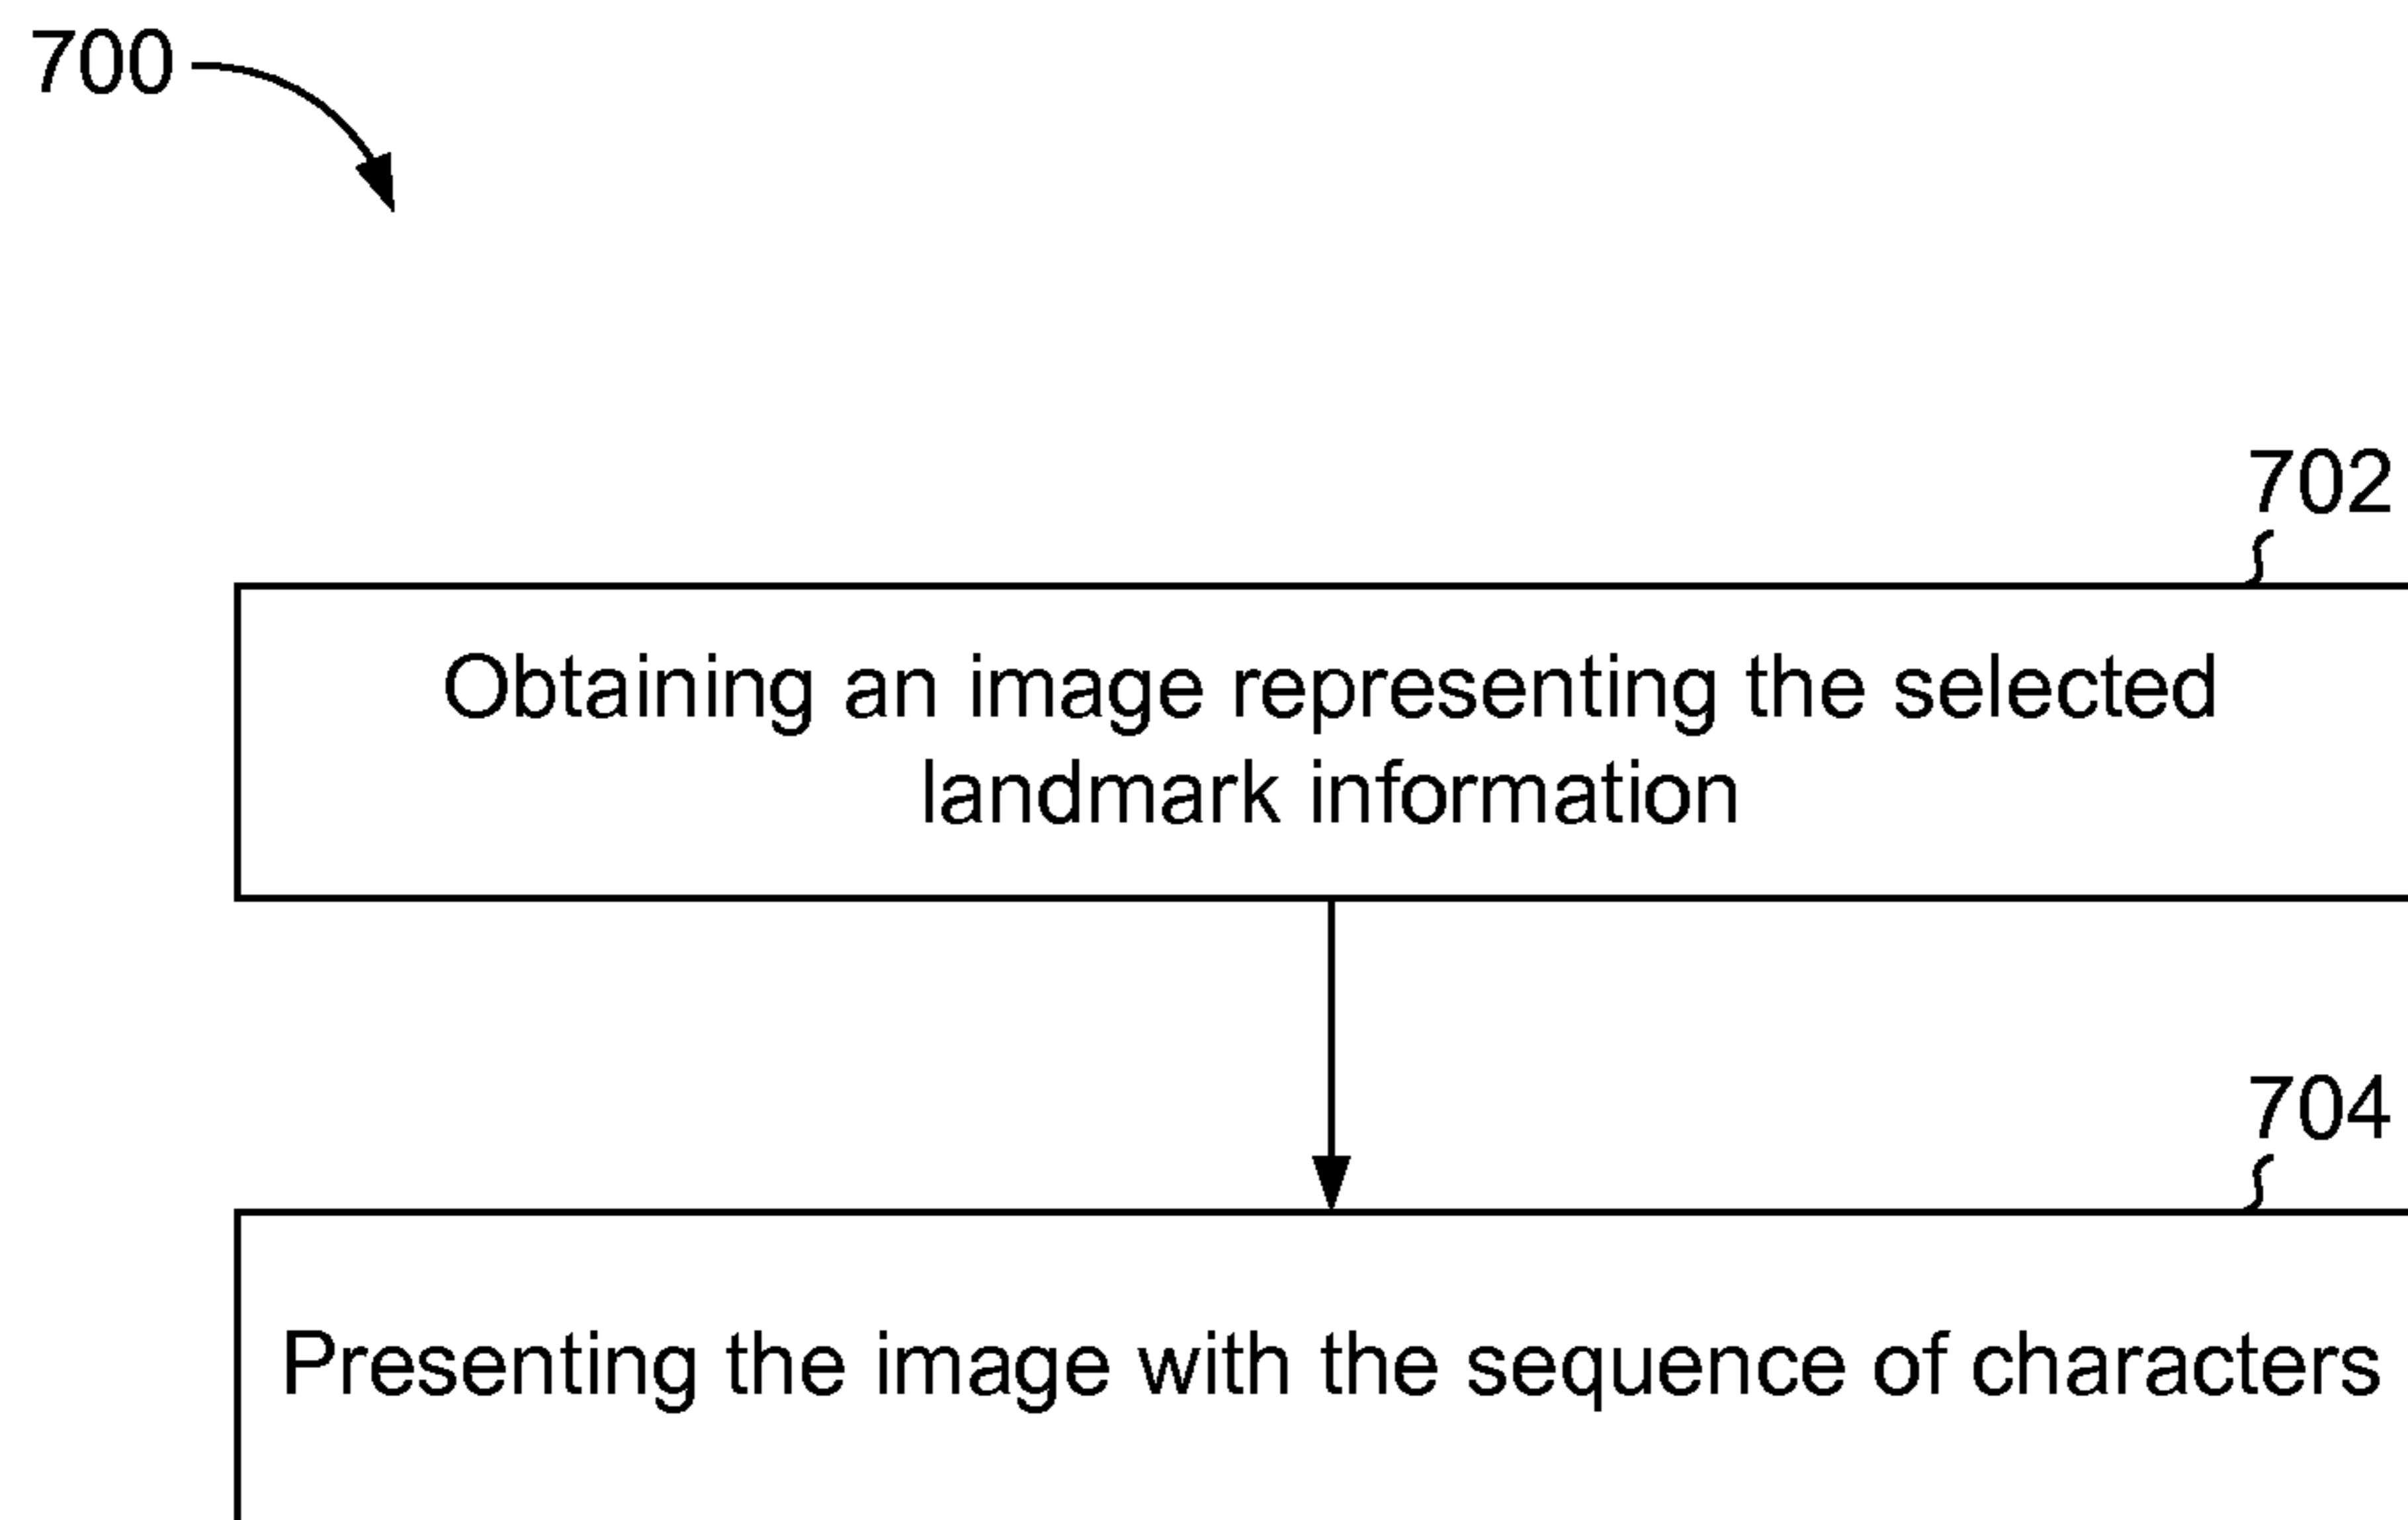 700
702
Obtaining an image representing the selected
landmark information
704
Presenting the image with the sequence of characters